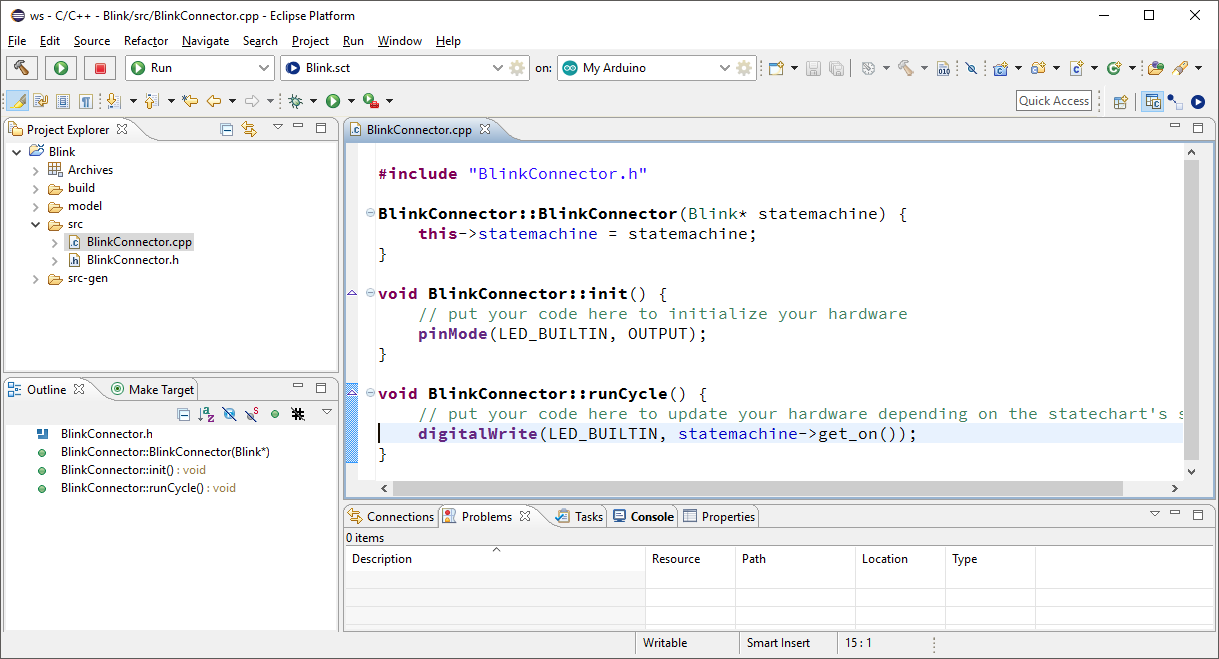 ws - C/C++ - Blink/src/BlinkConnector.cpp - Eclipse Platform
File Edit Source Refactor Navigate Search Project Run Window Help
Run Blink.sct on: My Arduino
010
Quick Access
Project Explorer
Blink
Archives
build
model
src
BlinkConnector.cpp
BlinkConnector.h
src-gen
Outline Make Target
BlinkConnector.h
BlinkConnector::BlinkConnector(Blink*)
BlinkConnector::init() : void
BlinkConnector::runCycle() : void
BlinkConnector.cpp
#include "BlinkConnector.h"
BlinkConnector::BlinkConnector(Blink* statemachine) {
this->statemachine = statemachine;
}
void BlinkConnector::init() {
// put your code here to initialize your hardware
pinMode(LED_BUILTIN, OUTPUT);
}
void BlinkConnector::runCycle() {
// put your code here to update your hardware depending on the statechart's s
digitalWrite(LED_BUILTIN, statemachine->get_on());
}
Connections Problems Tasks Console Properties
0 items
Description Resource Path Location Type
Writable Smart Insert 15 : 1